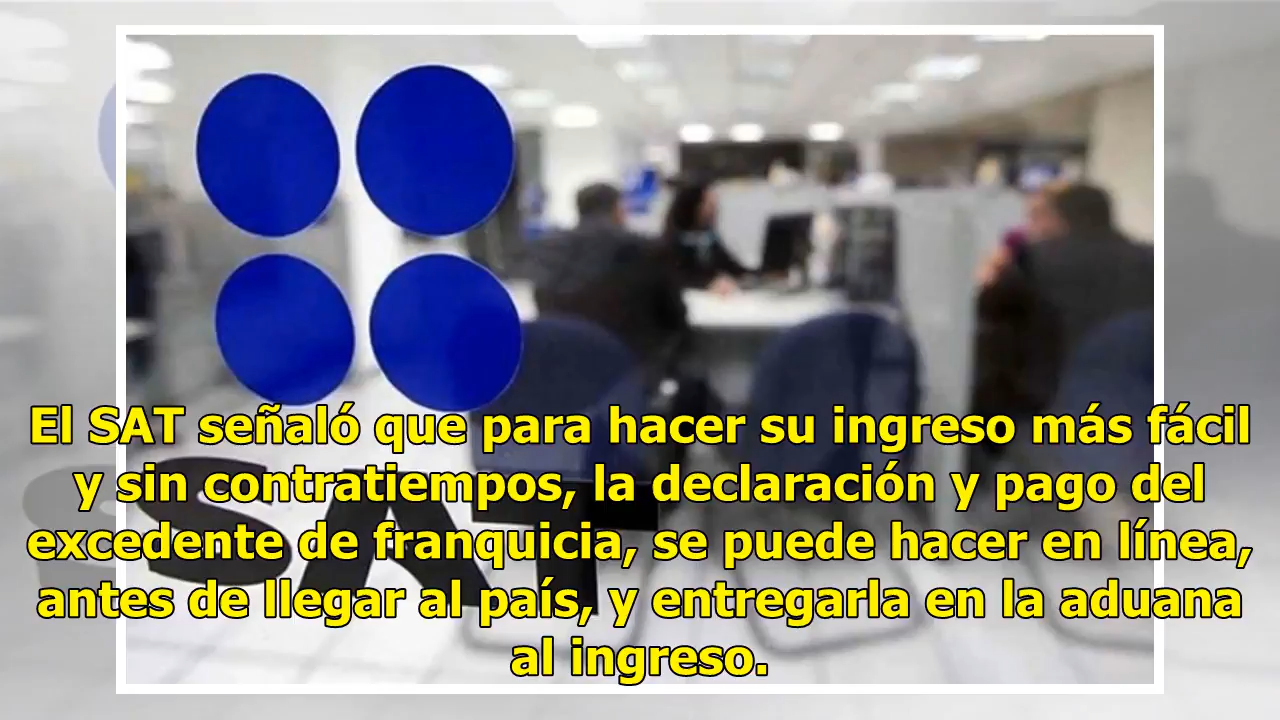 El SAT señaló que para hacer su ingreso más fácil
y sin contratiempos, la declaración y pago del
excedente de franquicia, se puede hacer en línea,
antes de llegar al país, y entregarla en la aduana
al ingreso.
SAT